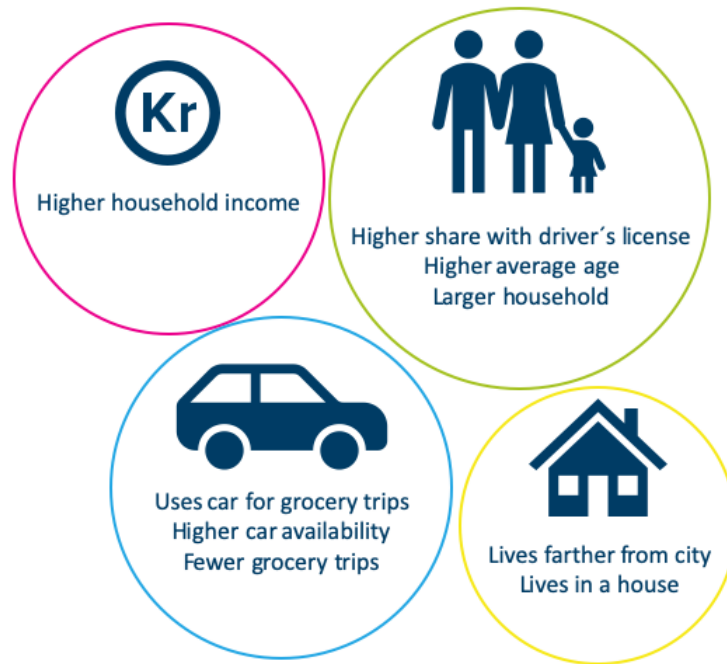 Kr
Higher household income
Higher share with driver´s license
Higher average age
Larger household
Uses car for grocery trips
Higher car availability
Fewer grocery trips
Lives farther from city
Lives in a house